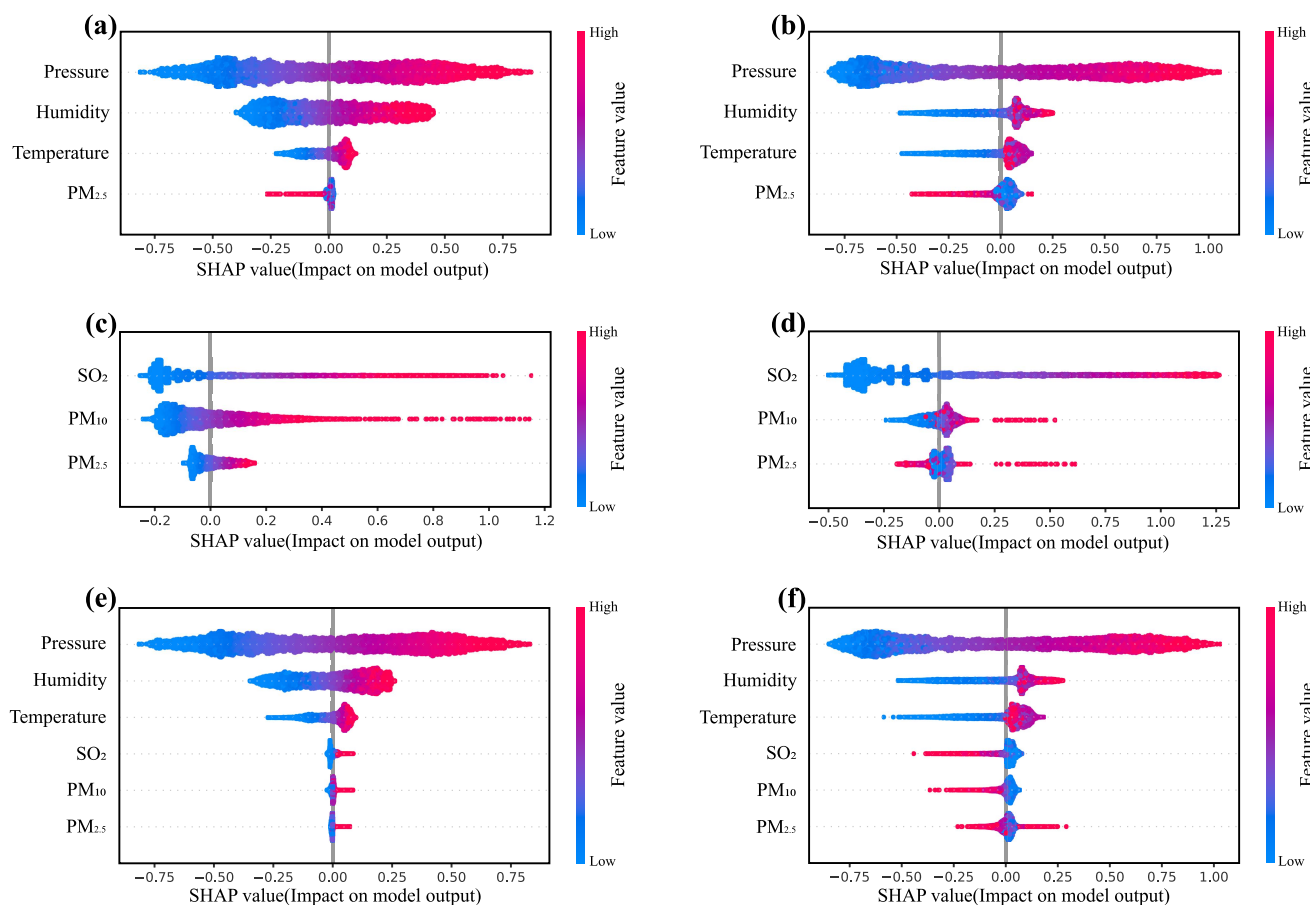 (a)
High
Pressure
Humidity
Temperature
PM₂.₅
Low
Feature value
−0.75 −0.50 −0.25 0.00 0.25 0.50 0.75
SHAP value(Impact on model output)
(b)
High
Pressure
Humidity
Temperature
PM₂.₅
Low
Feature value
−0.75 −0.50 −0.25 0.00 0.25 0.50 0.75 1.00
SHAP value(Impact on model output)
(c)
High
SO₂
PM₁₀
PM₂.₅
Low
Feature value
−0.2 0.0 0.2 0.4 0.6 0.8 1.0 1.2
SHAP value(Impact on model output)
(d)
High
SO₂
PM₁₀
PM₂.₅
Low
Feature value
−0.50 −0.25 0.00 0.25 0.50 0.75 1.00 1.25
SHAP value(Impact on model output)
(e)
High
Pressure
Humidity
Temperature
SO₂
PM₁₀
PM₂.₅
Low
Feature value
−0.75 −0.50 −0.25 0.00 0.25 0.50 0.75
SHAP value(Impact on model output)
(f)
High
Pressure
Humidity
Temperature
SO₂
PM₁₀
PM₂.₅
Low
Feature value
−0.75 −0.50 −0.25 0.00 0.25 0.50 0.75 1.00
SHAP value(Impact on model output)